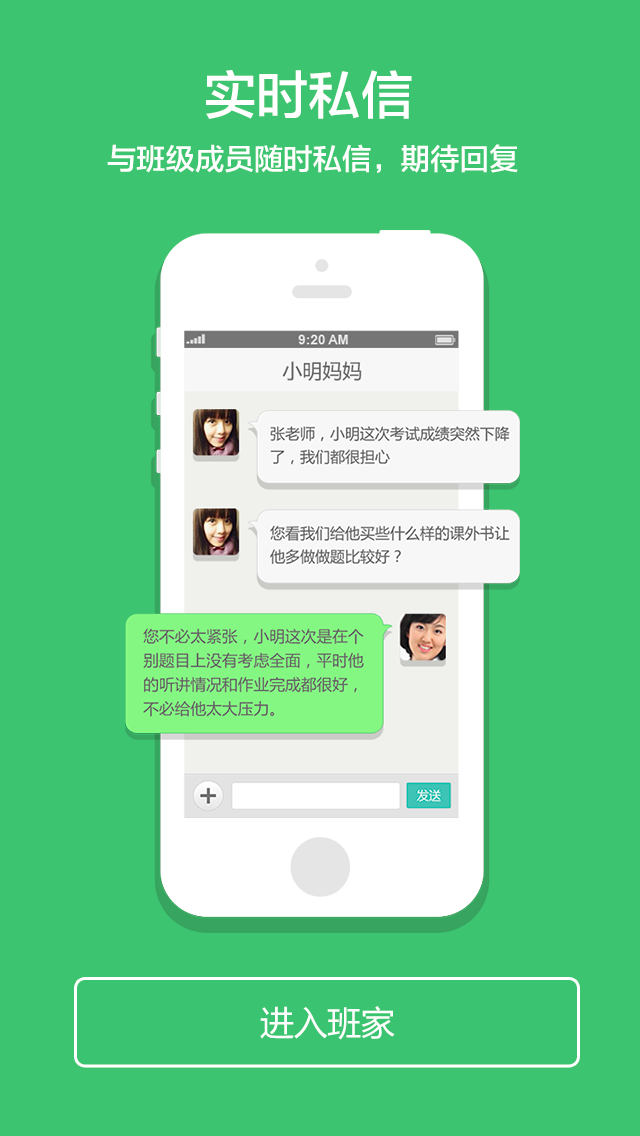 实时私信
与班级成员随时私信，期待回复
9:20 AM
小明妈妈
张老师，小明这次考试成绩突然下降
了，我们都很担心
您看我们给他买些什么样的课外书让
他多做做题比较好？
您不必太紧张，小明这次是在个
别题目上没有考虑全面，平时他
的听讲情况和作业完成都很好，
不必给他太大压力。
发送
进入班家